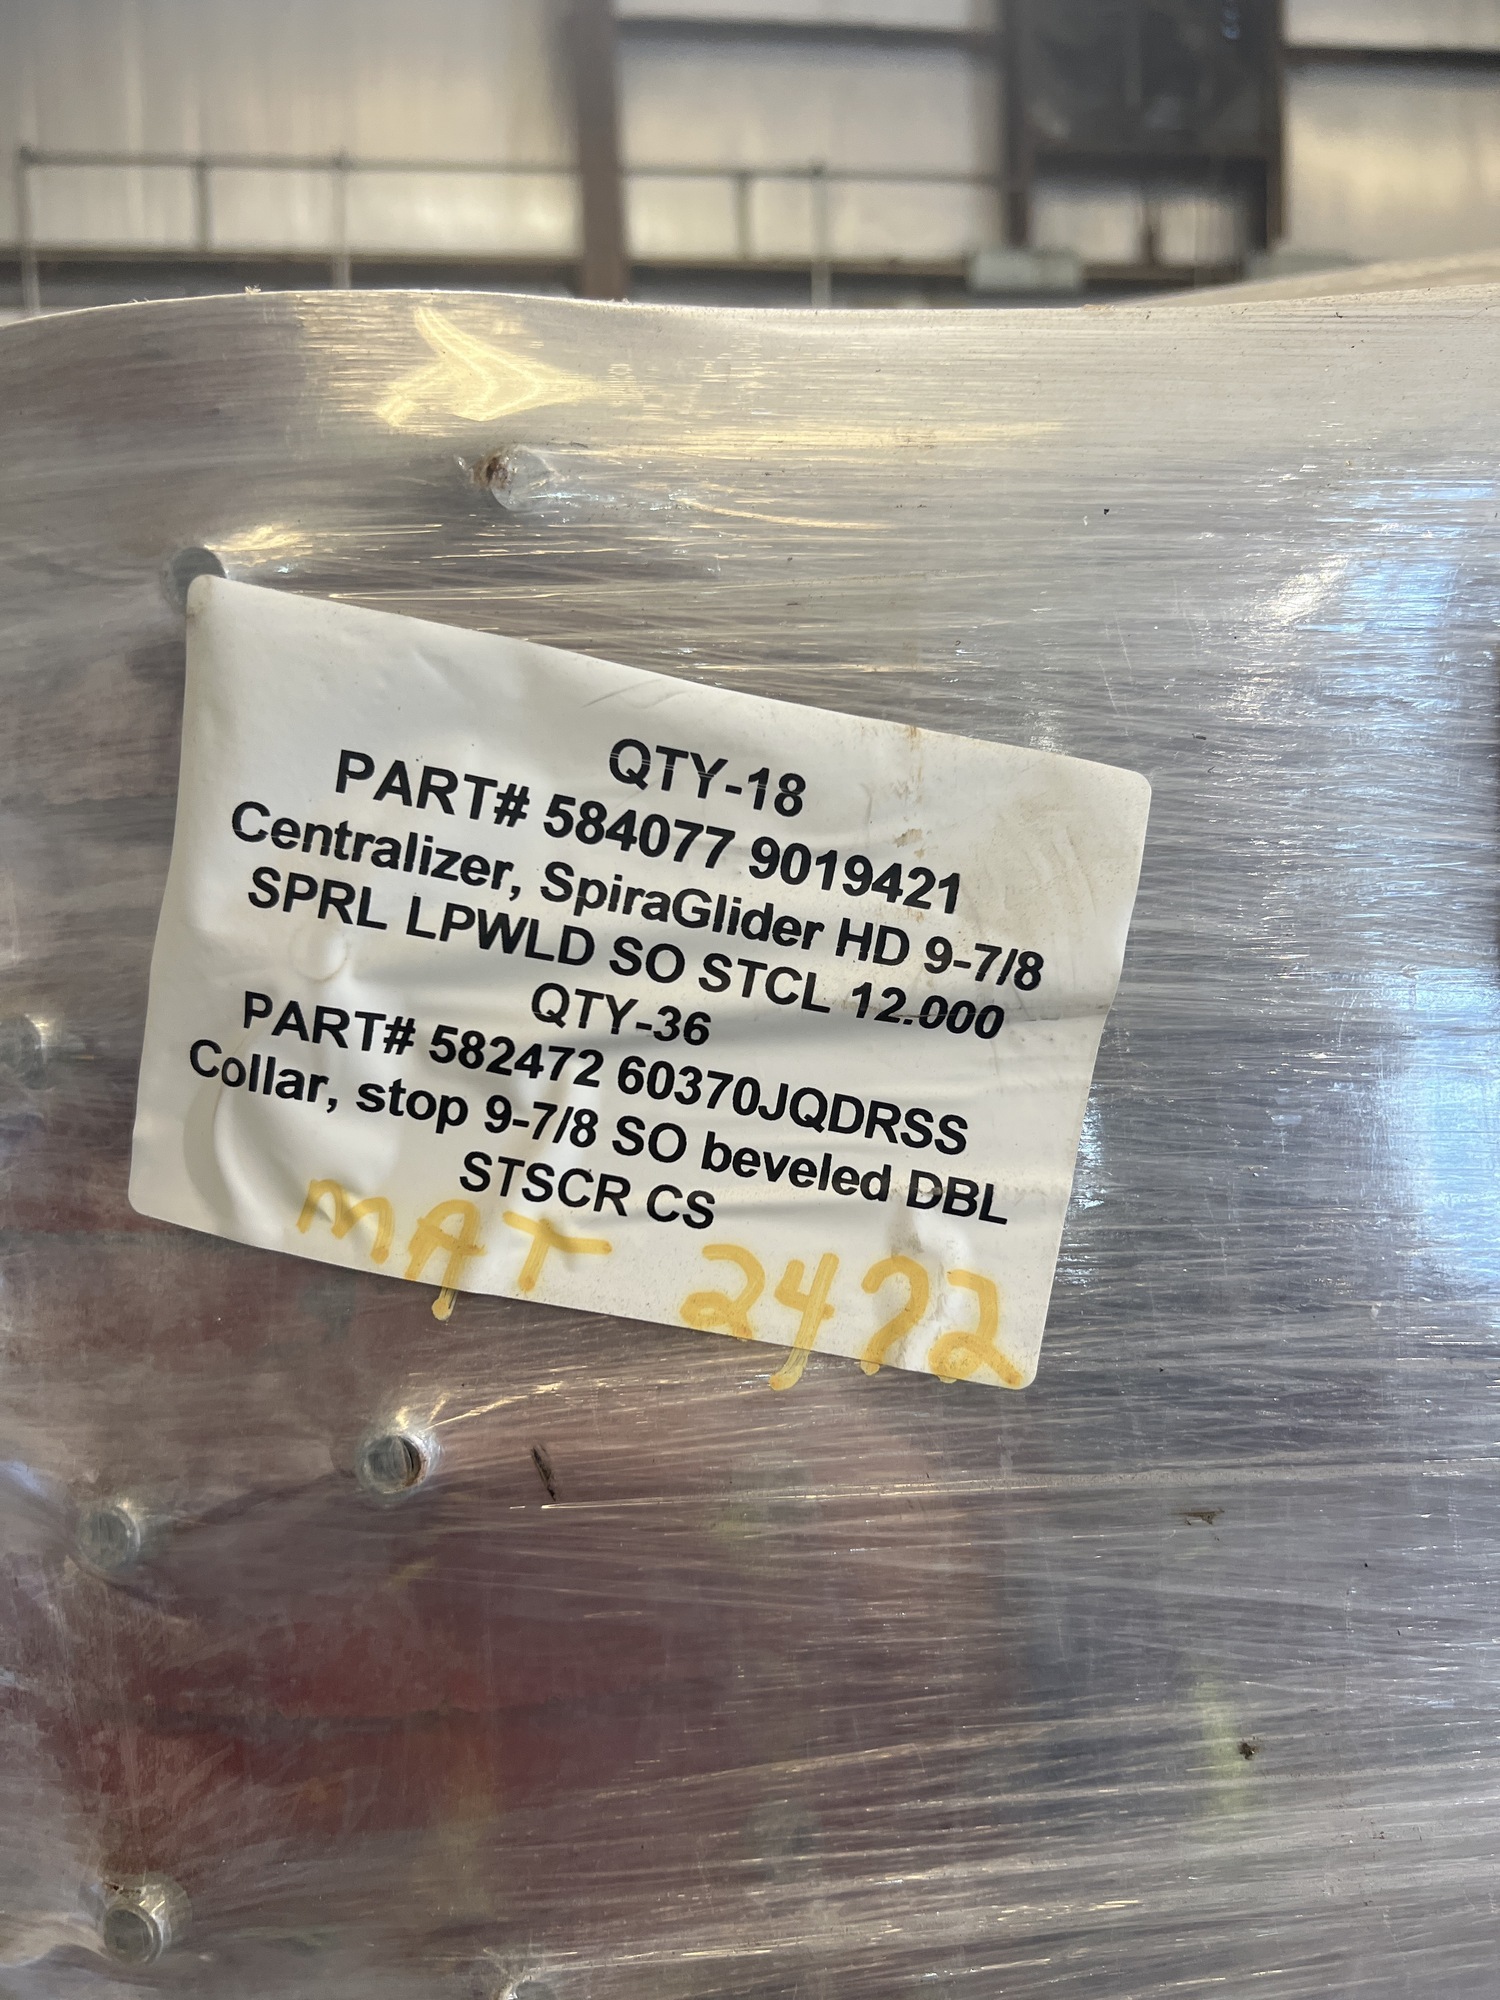 QTY-18
PART# 584077 9019421
Centralizer, SpiraGlider HD 9-7/8
SPRL LPWLD SO STCL 12.000
QTY-36
PART# 582472 60370JQDRSS
Collar, stop 9-7/8 SO beveled DBL
STSCR CS
MAT 2472